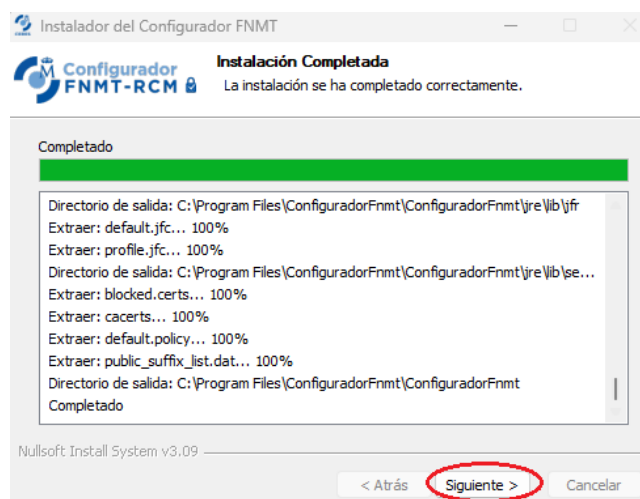 Instalador del Configurador FNMT
Configurador
FNMT-RCM
Instalación Completada
La instalación se ha completado correctamente.
Completado
Directorio de salida: C:\Program Files\ConfiguradorFnmt\ConfiguradorFnmt\jre\lib\jfr
Extraer: default.jfc... 100%
Extraer: profile.jfc... 100%
Directorio de salida: C:\Program Files\ConfiguradorFnmt\ConfiguradorFnmt\jre\lib\se...
Extraer: blocked.certs... 100%
Extraer: cacerts... 100%
Extraer: default.policy... 100%
Extraer: public_suffix_list.dat... 100%
Directorio de salida: C:\Program Files\ConfiguradorFnmt\ConfiguradorFnmt
Completado
Nullsoft Install System v3.09
< Atrás Siguiente > Cancelar